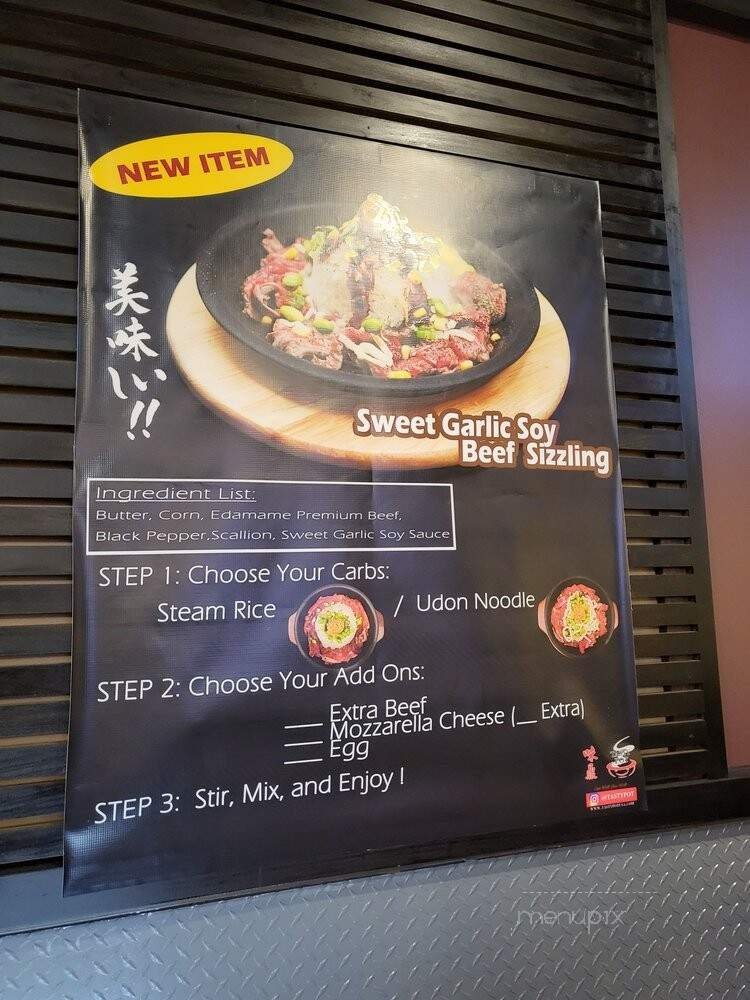 NEW ITEM
美味しい!!
Sweet Garlic Soy
Beef Sizzling
Ingredient List:
Butter, Corn, Edamame Premium Beef,
Black Pepper,Scallion, Sweet Garlic Soy Sauce
STEP 1: Choose Your Carbs:
Steam Rice / Udon Noodle
STEP 2: Choose Your Add Ons:
___ Extra Beef
___ Mozzarella Cheese (__ Extra)
___ Egg
STEP 3: Stir, Mix, and Enjoy !
@TASTYPOT
menupix